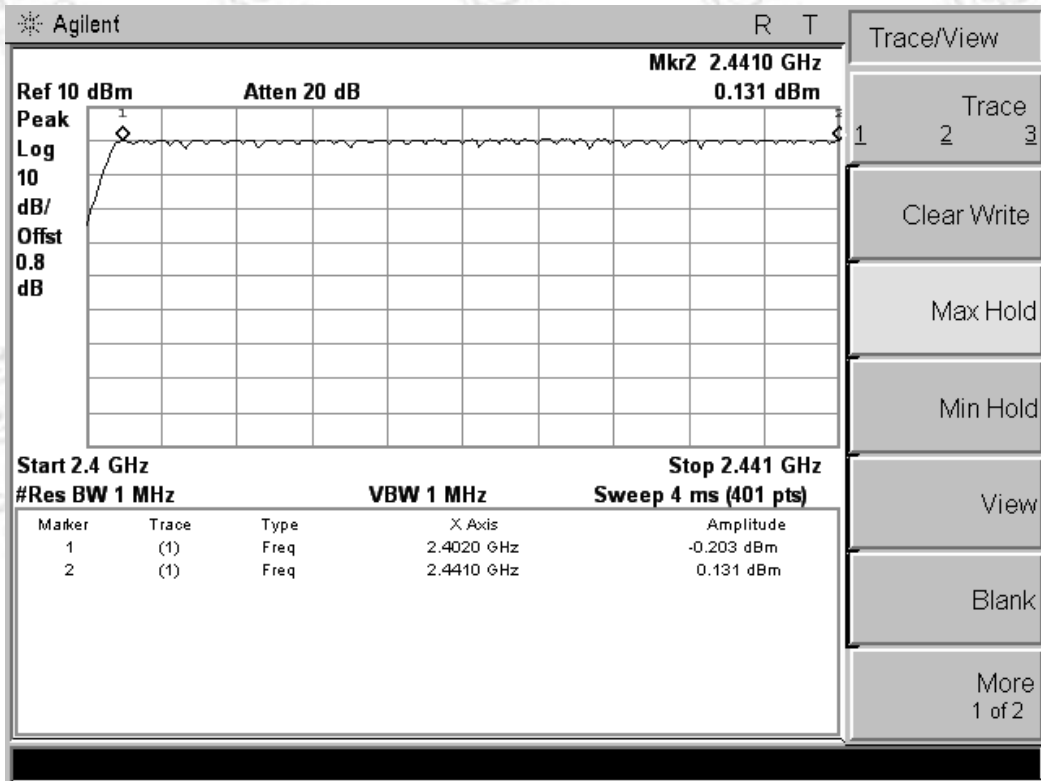 Agilent
R T
Mkr2 2.4410 GHz
Ref 10 dBm Atten 20 dB 0.131 dBm
Peak
Log
10
dB/
Offst
0.8
dB
1
2
Start 2.4 GHz Stop 2.441 GHz
#Res BW 1 MHz VBW 1 MHz Sweep 4 ms (401 pts)
Marker Trace Type X Axis Amplitude
1 (1) Freq 2.4020 GHz -0.203 dBm
2 (1) Freq 2.4410 GHz 0.131 dBm
Trace/View
Trace
1 2 3
Clear Write
Max Hold
Min Hold
View
Blank
More
1 of 2